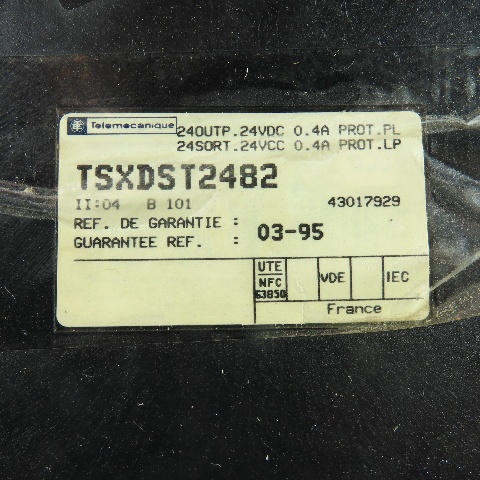 Telemecanique
24OUTP.24VDC 0.4A PROT.PL
24SORT.24VCC 0.4A PROT.LP
TSXDST2482
II:04 B 101 43017929
REF. DE GARANTIE :
GUARANTEE REF. : 03-95
UTE
NFC VDE IEC
63850
France